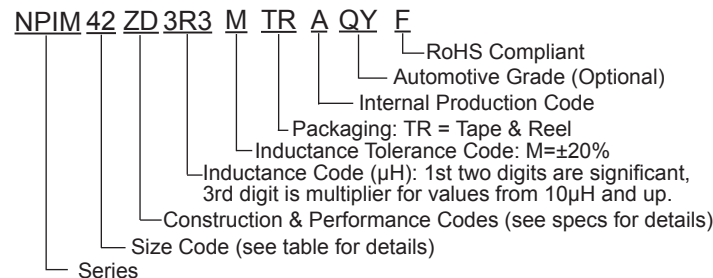 NPIM 42 ZD 3R3 M TR A QY F
RoHS Compliant
Automotive Grade (Optional)
Internal Production Code
Packaging: TR = Tape & Reel
Inductance Tolerance Code: M=±20%
Inductance Code (µH): 1st two digits are significant,
3rd digit is multiplier for values from 10µH and up.
Construction & Performance Codes (see specs for details)
Size Code (see table for details)
Series